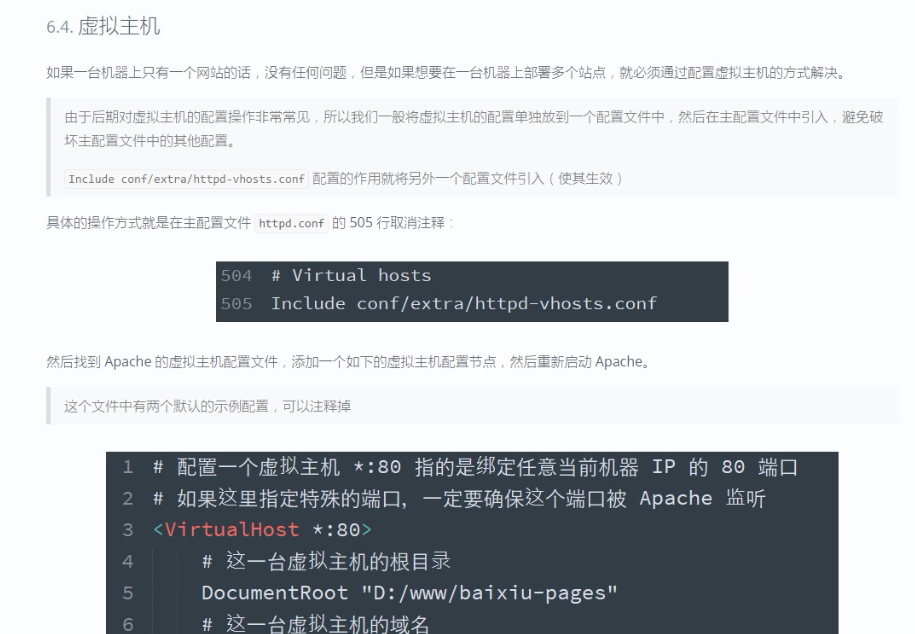 6.4. 虚拟主机
如果一台机器上只有一个网站的话，没有任何问题，但是如果想要在一台机器上部署多个站点，就必须通过配置虚拟主机的方式解决。
由于后期对虚拟主机的配置操作非常常见，所以我们一般将虚拟主机的配置单独放到一个配置文件中，然后在主配置文件中引入，避免破
坏主配置文件中的其他配置。
Include conf/extra/httpd-vhosts.conf 配置的作用就将另外一个配置文件引入（使其生效）
具体的操作方式就是在主配置文件 httpd.conf 的 505 行取消注释：
504 # Virtual hosts
505 Include conf/extra/httpd-vhosts.conf
然后找到 Apache 的虚拟主机配置文件，添加一个如下的虚拟主机配置节点，然后重新启动 Apache。
这个文件中有两个默认的示例配置，可以注释掉
1 # 配置一个虚拟主机 *:80 指的是绑定任意当前机器 IP 的 80 端口
2 # 如果这里指定特殊的端口, 一定要确保这个端口被 Apache 监听
3 <VirtualHost *:80>
4 # 这一台虚拟主机的根目录
5 DocumentRoot "D:/www/baixiu-pages"
6 # 这一台虚拟主机的域名